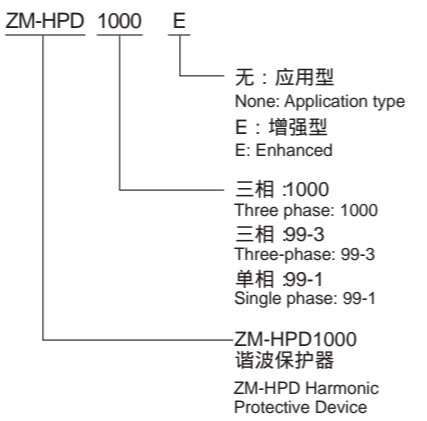 ZM-HPD 1000 E
无：应用型
None: Application type
E：增强型
E: Enhanced
三相 :1000
Three phase: 1000
三相 :99-3
Three-phase: 99-3
单相 :99-1
Single phase: 99-1
ZM-HPD1000
谐波保护器
ZM-HPD Harmonic
Protective Device